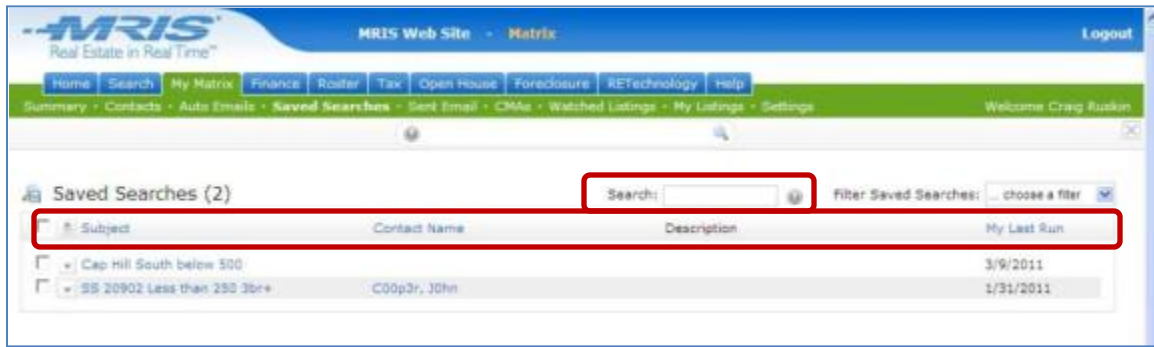 MRIS
Real Estate in Real Time™
MRIS Web Site - Matrix
Logout
Home Search My Matrix Finance Roster Tax Open House Foreclosure RETechnology Help
Summary • Contacts • Auto Emails • Saved Searches • Sent Email • CMAs • Watched Listings • My Listings • Settings Welcome Craig Ruskin
Saved Searches (2) Search: Filter Saved Searches: ... choose a filter
Subject Contact Name Description My Last Run
Cap Hill South below 500 3/9/2011
SS 20902 Less than 250 3br+ C00p3r, J0hn 1/31/2011